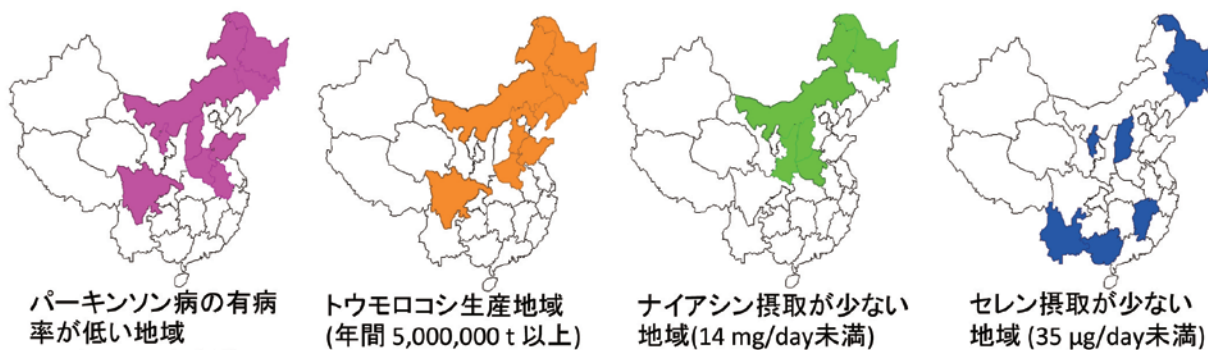 パーキンソン病の有病
率が低い地域
トウモロコシ生産地域
(年間 5,000,000 t 以上)
ナイアシン摂取が少ない
地域(14 mg/day未満)
セレン摂取が少ない
地域 (35 μg/day未満)